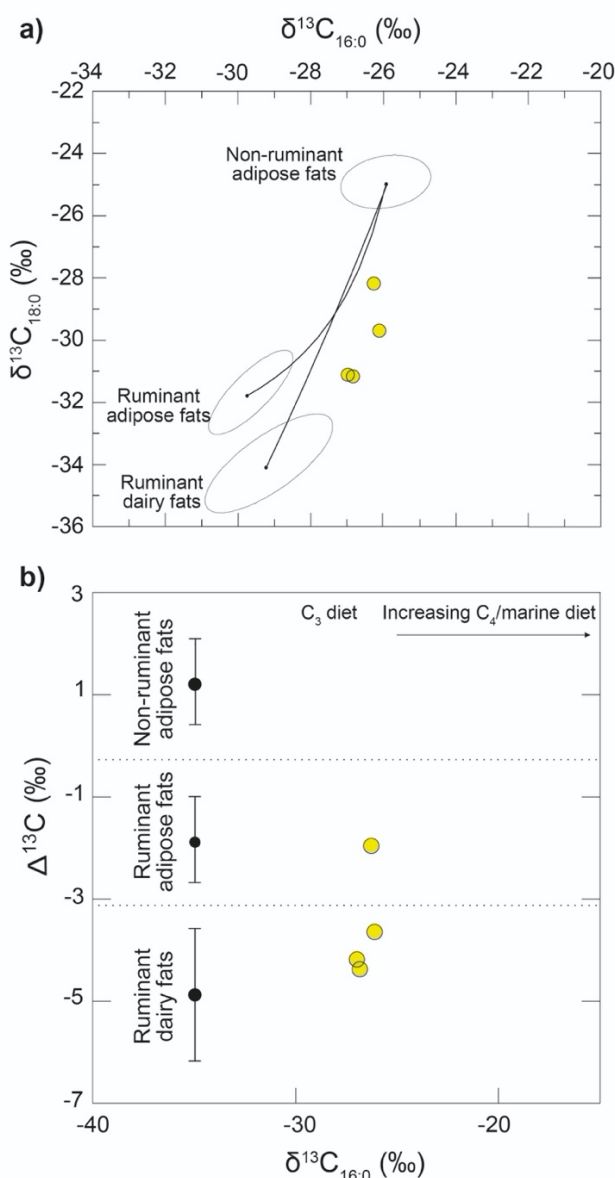 a)
δ¹³C₁₆:₀ (‰)
-34 -32 -30 -28 -26 -26 -22 -20
-22
-24
-26
-28
-30
-32
-34
-36
δ¹³C₁₈:₀ (‰)
Non-ruminant
adipose fats
Ruminant
adipose fats
Ruminant
dairy fats
b)
3
1
-1
-3
-5
-7
Δ¹³C (‰)
Non-ruminant
adipose fats
Ruminant
adipose fats
Ruminant
dairy fats
C₃ diet
Increasing C₄/marine diet
-40 -30 -20
δ¹³C₁₆:₀ (‰)